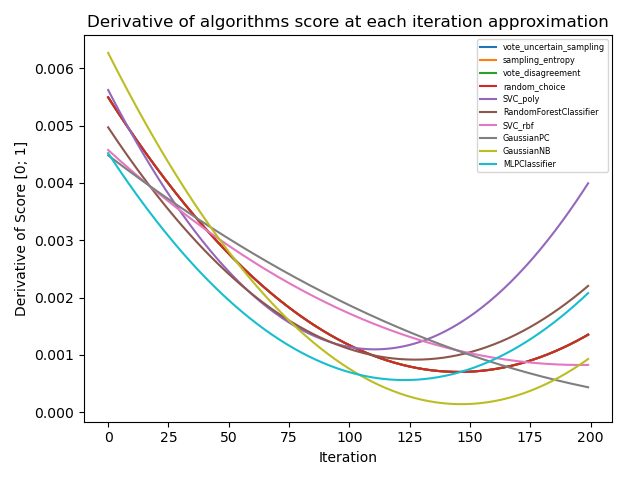 Derivative of algorithms score at each iteration approximation
vote_uncertain_sampling
sampling_entropy
vote_disagreement
random_choice
SVC_poly
RandomForestClassifier
SVC_rbf
GaussianPC
GaussianNB
MLPClassifier
Derivative of Score [0; 1]
0.006
0.005
0.004
0.003
0.002
0.001
0.000
0 25 50 75 100 125 150 175 200
Iteration